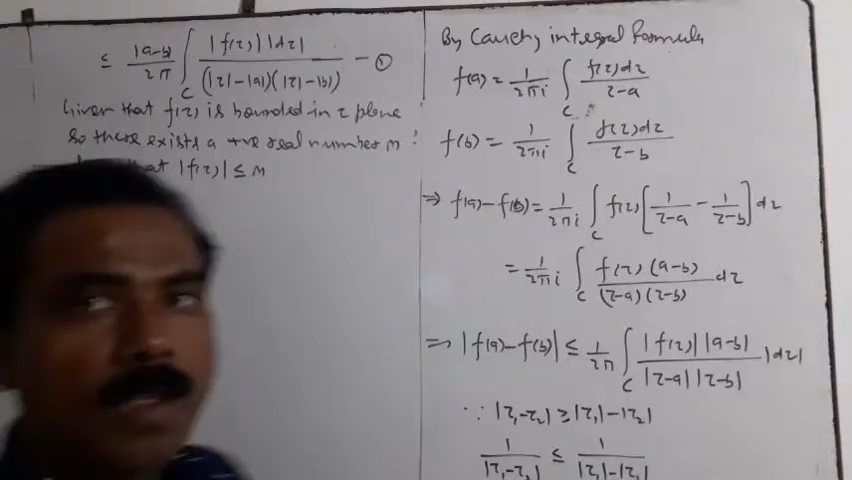 By Cauchy integral formula
f(a) = 1/2πi ∫_C f(z)dz/z-a
f(b) = 1/2πi ∫_C f(z)dz/z-b
⇒ f(a)-f(b) = 1/2πi ∫_C f(z)[1/z-a - 1/z-b]dz
= 1/2πi ∫_C f(z)(a-b)/(z-a)(z-b) dz
⇒ |f(a)-f(b)| ≤ 1/2π ∫_C |f(z)||a-b|/|z-a||z-b| |dz|
∵ |z₁-z₂| ≥ |z₁|-|z₂|
1/|z₁-z₂| ≤ 1/|z₁|-|z₂|
≤ |a-b|/2π ∫_C |f(z)||dz|/(|z|-|a|)(|z|-|b|) — ①
Given that f(z) is bounded in z plane
so there exists a +ve real number M :
that |f(z)| ≤ M